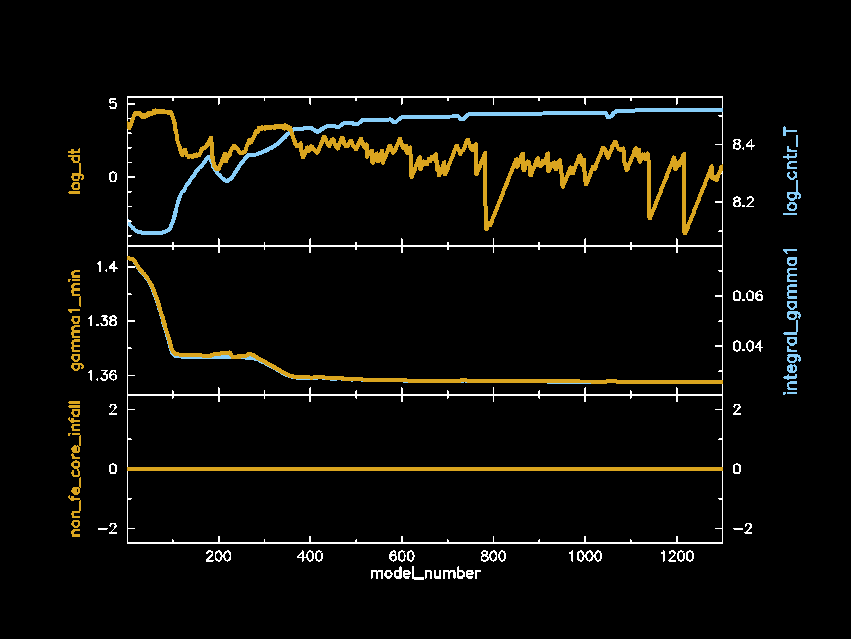 5
0
log_dt
8.4
8.2
log_cntr_T
1.4
1.38
1.36
gamma1_min
0.06
0.04
integral_gamma1
2
0
−2
non_fe_core_infall
2
0
−2
200 400 600 800 1000 1200
model_number